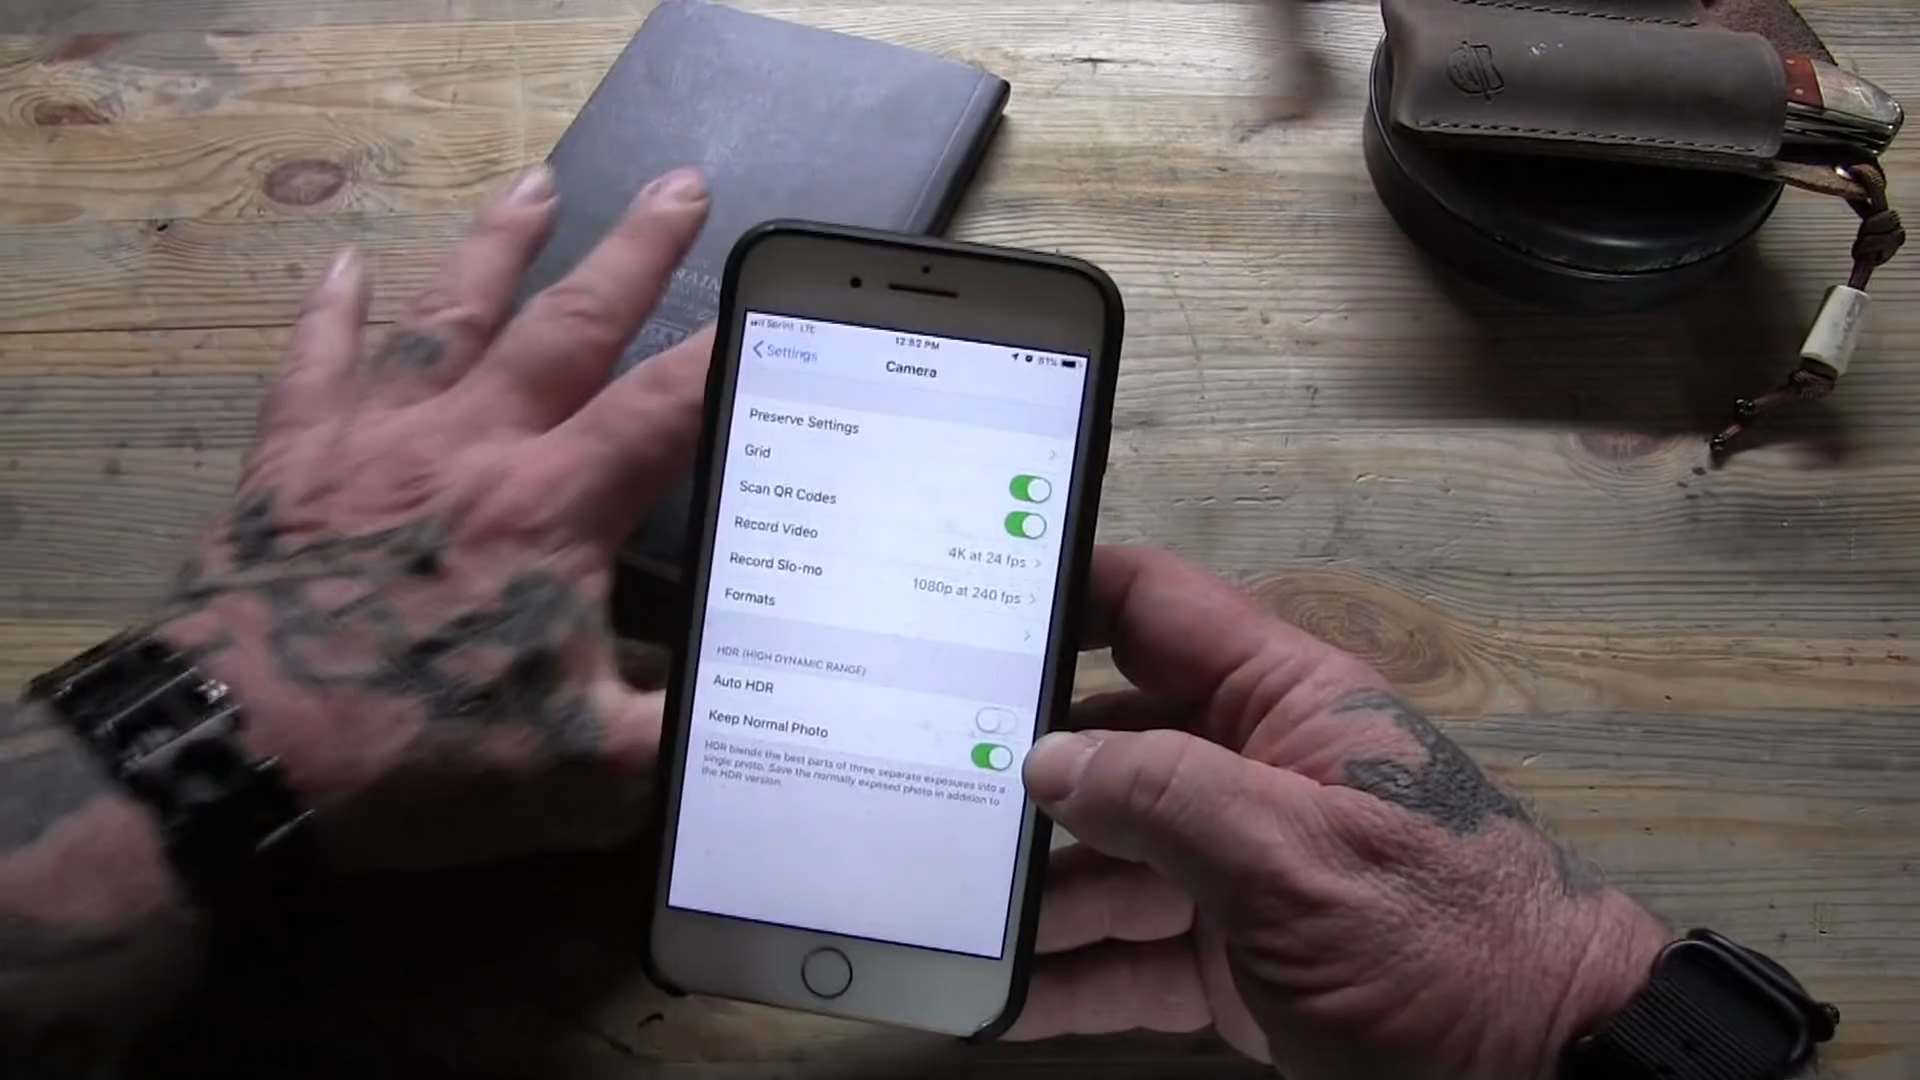 Sprint LTE
12:52 PM
61%
Settings
Camera
Preserve Settings
Grid
Scan QR Codes
Record Video
4K at 24 fps
Record Slo-mo
1080p at 240 fps
Formats
HDR (HIGH DYNAMIC RANGE)
Auto HDR
Keep Normal Photo
HDR blends the best parts of three separate exposures into a
single photo. Save the normally exposed photo in addition to
the HDR version.